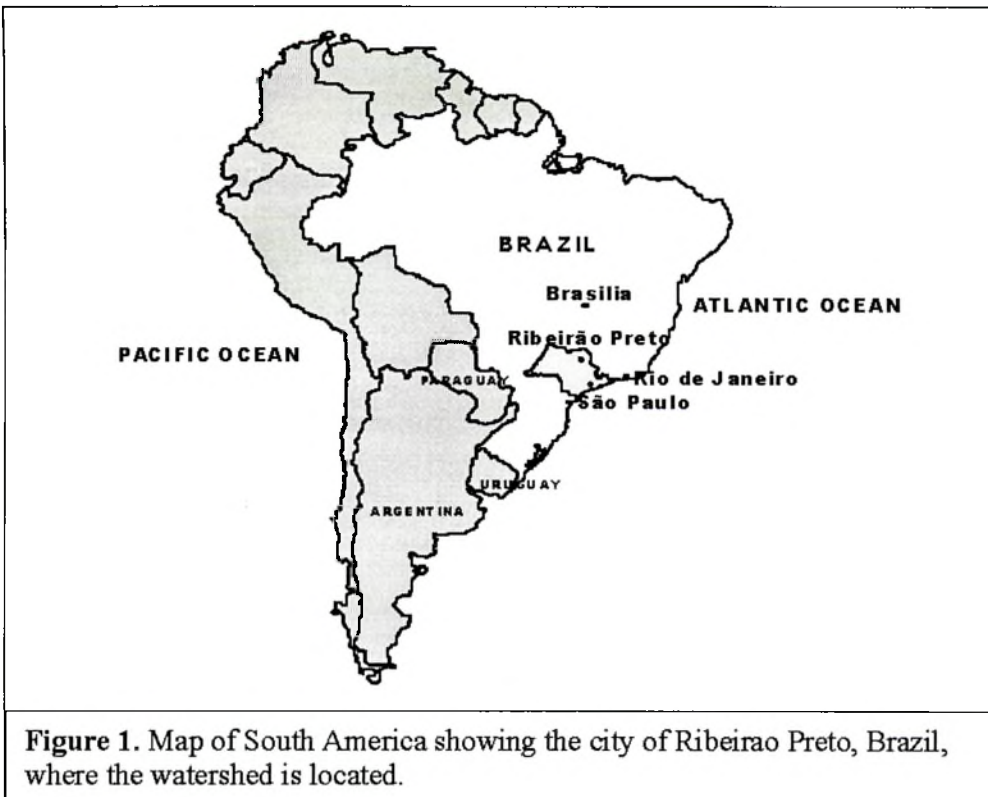 BRAZIL
Brasilia
ATLANTIC OCEAN
Ribeirão Preto
PACIFIC OCEAN
PARAGUAY
Rio de Janeiro
São Paulo
URUGUAY
ARGENTINA
Figure 1. Map of South America showing the city of Ribeirao Preto, Brazil,
where the watershed is located.